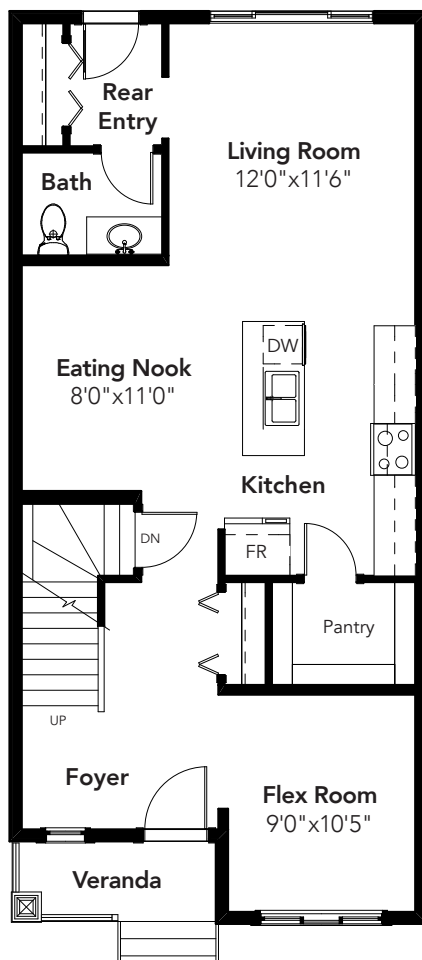 Rear
Entry
Living Room
12'0"x11'6"
Bath
DW
Eating Nook
8'0"x11'0"
Kitchen
DN
FR
Pantry
UP
Foyer
Flex Room
9'0"x10'5"
Veranda